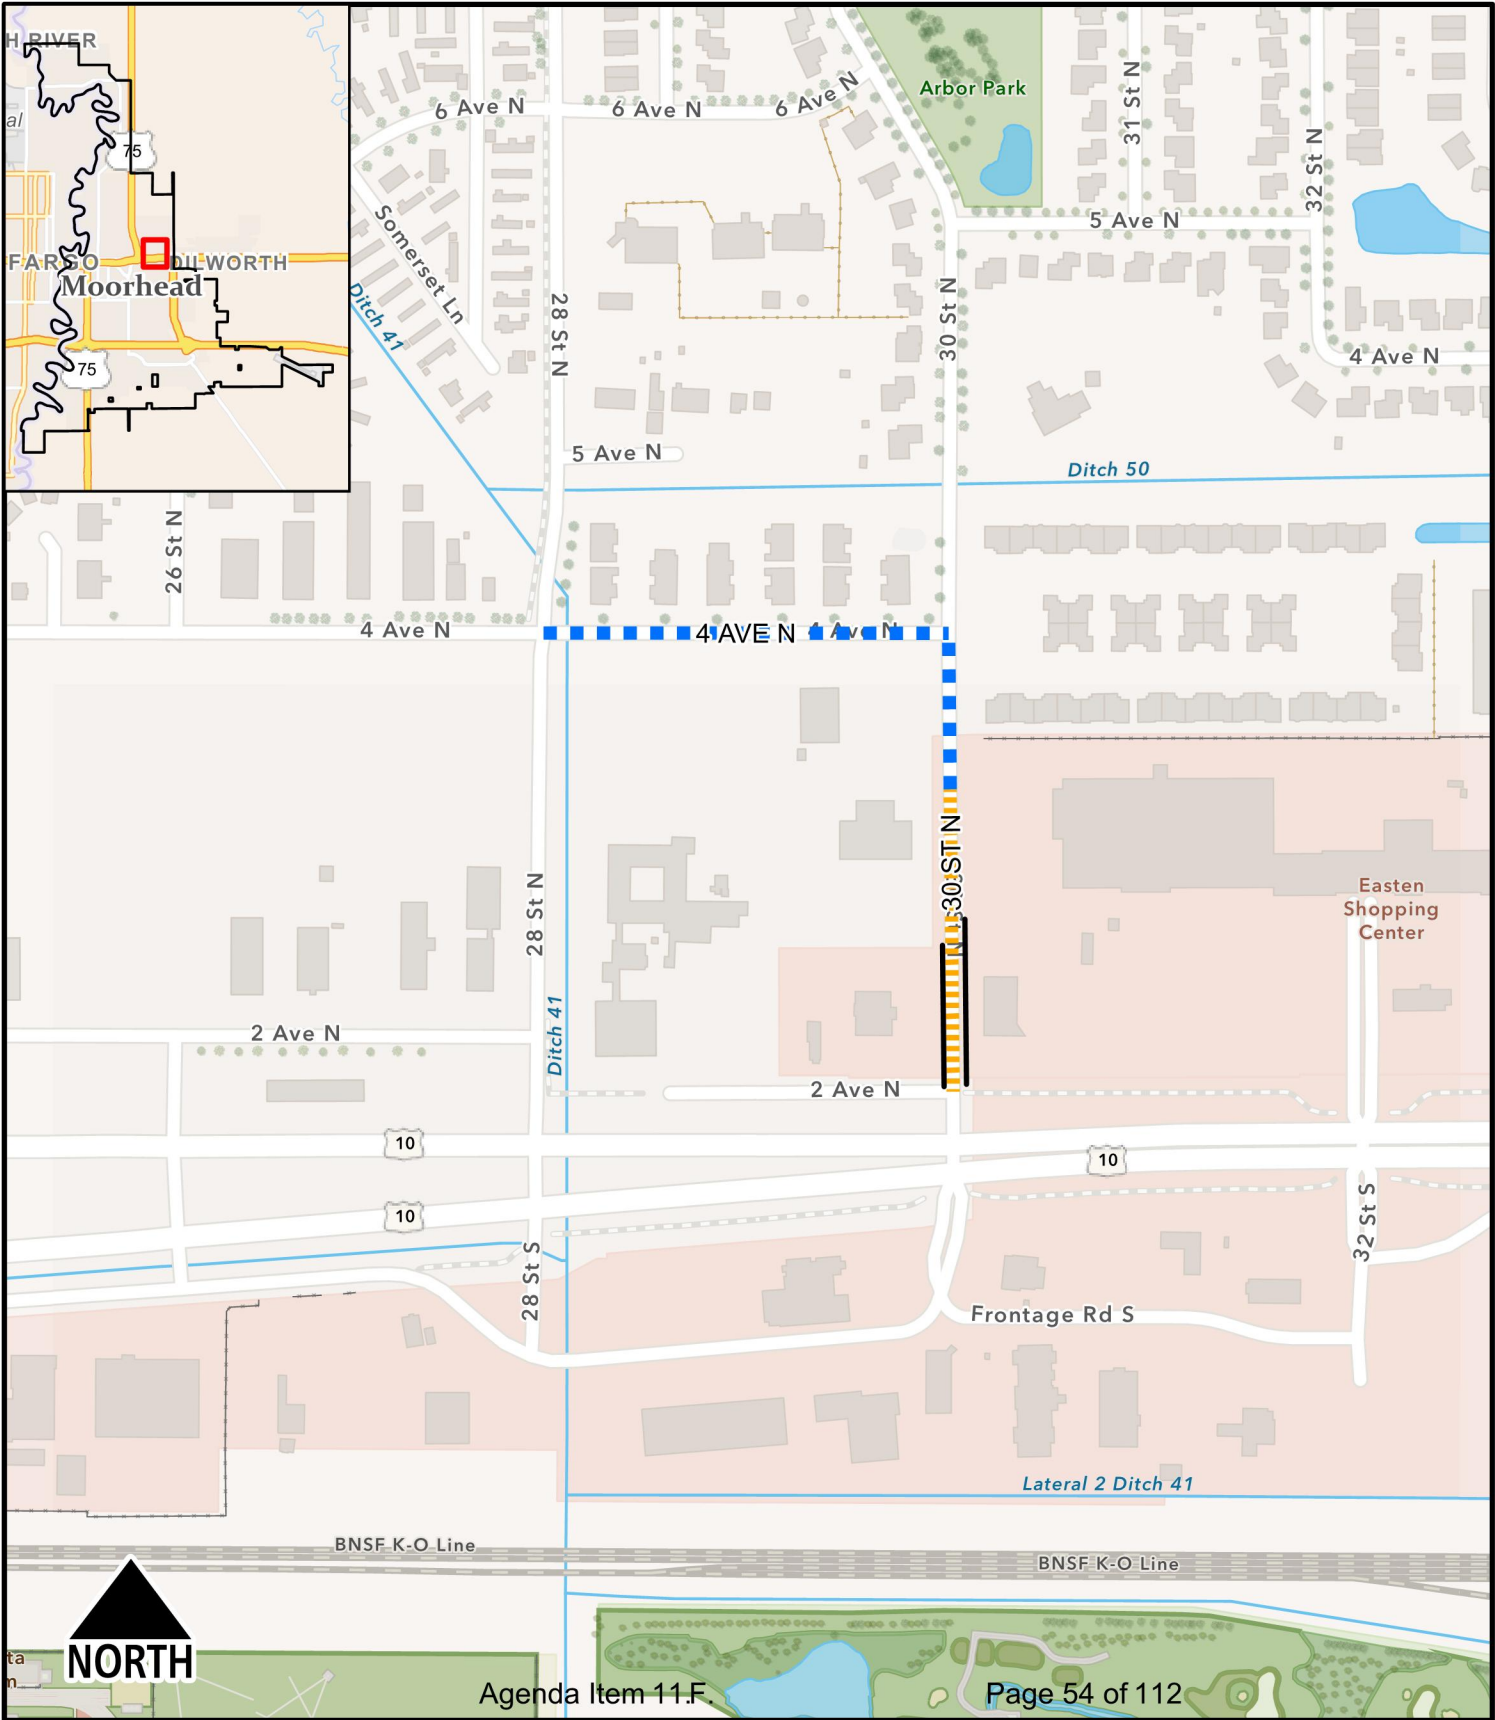 H RIVER
al
75
FARGO
DILWORTH
Moorhead
75
6 Ave N
6 Ave N
6 Ave N
Arbor Park
31 St N
32 St N
5 Ave N
Somerset Ln
Ditch 41
28 St N
30 St N
4 Ave N
5 Ave N
Ditch 50
26 St N
4 Ave N
4 AVE N
4 Ave N
30 ST N
28 St N
Easten
Shopping
Center
Ditch 41
2 Ave N
2 Ave N
10
10
10
28 St S
32 St S
Frontage Rd S
Lateral 2 Ditch 41
BNSF K-O Line
BNSF K-O Line
NORTH
ta
m
Agenda Item 11.F.
Page 54 of 112